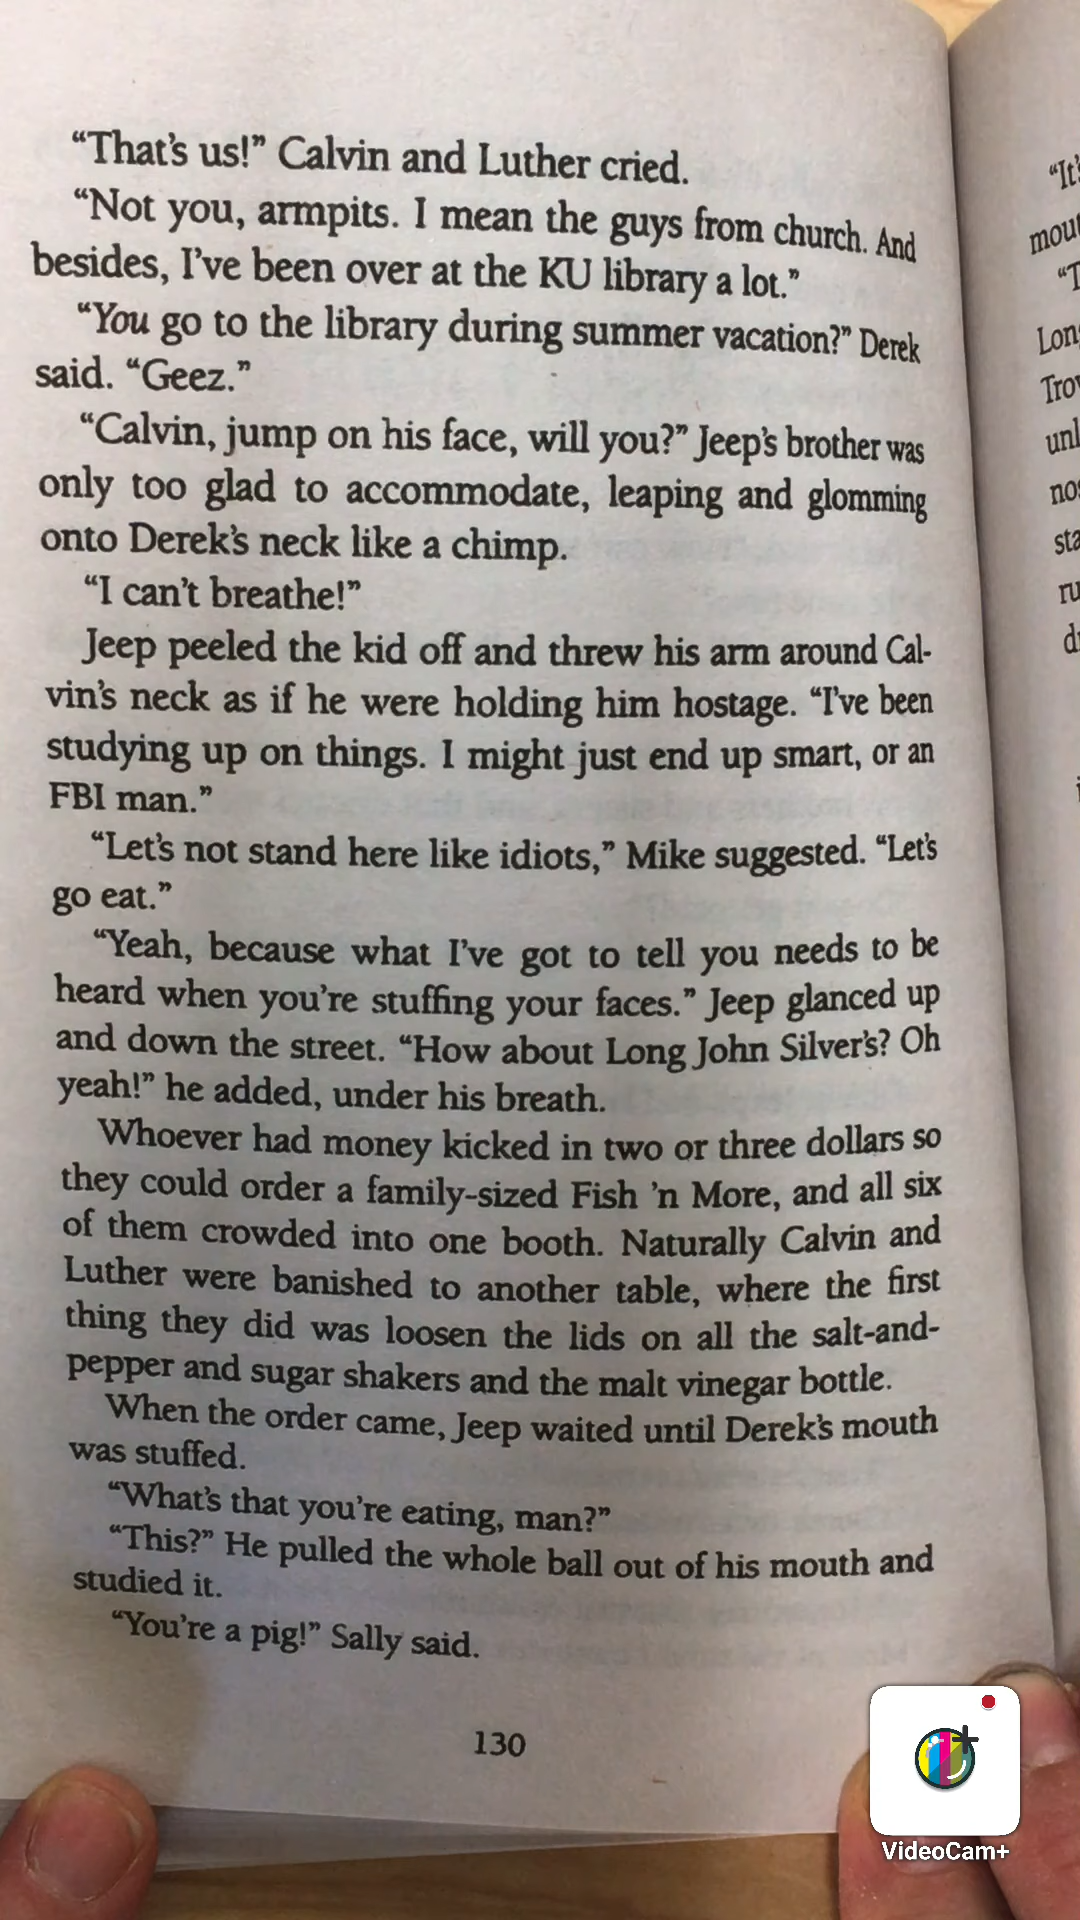 “That’s us!” Calvin and Luther cried.
“Not you, armpits. I mean the guys from church. And
besides, I’ve been over at the KU library a lot.”
“You go to the library during summer vacation?” Derek
said. “Geez.”
“Calvin, jump on his face, will you?” Jeep’s brother was
only too glad to accommodate, leaping and glomming
onto Derek’s neck like a chimp.
“I can’t breathe!”
Jeep peeled the kid off and threw his arm around Cal-
vin’s neck as if he were holding him hostage. “I’ve been
studying up on things. I might just end up smart, or an
FBI man.”
“Let’s not stand here like idiots,” Mike suggested. “Let’s
go eat.”
“Yeah, because what I’ve got to tell you needs to be
heard when you’re stuffing your faces.” Jeep glanced up
and down the street. “How about Long John Silver’s? Oh
yeah!” he added, under his breath.
Whoever had money kicked in two or three dollars so
they could order a family-sized Fish ’n More, and all six
of them crowded into one booth. Naturally Calvin and
Luther were banished to another table, where the first
thing they did was loosen the lids on all the salt-and-
pepper and sugar shakers and the malt vinegar bottle.
When the order came, Jeep waited until Derek’s mouth
was stuffed.
“What’s that you’re eating, man?”
“This?” He pulled the whole ball out of his mouth and
studied it.
“You’re a pig!” Sally said.
130
“It’s
Long
VideoCam+